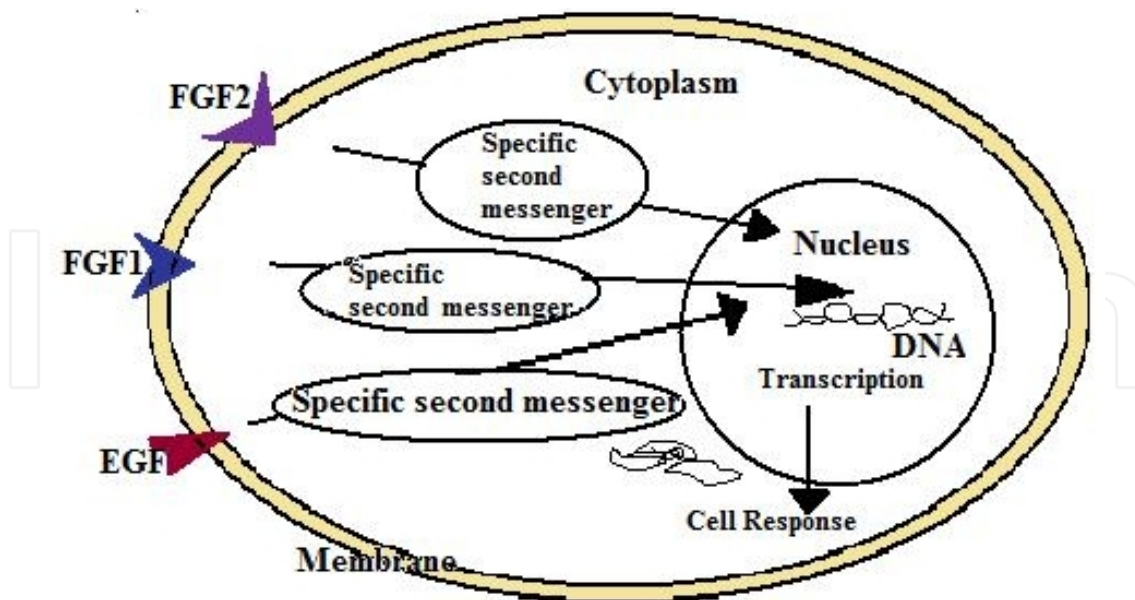 Cytoplasm
FGF2
Specific
second
messenger
Nucleus
FGF1
Specific
second messenger
DNA
Transcription
Specific second messenger
EGF
Cell Response
Membrane